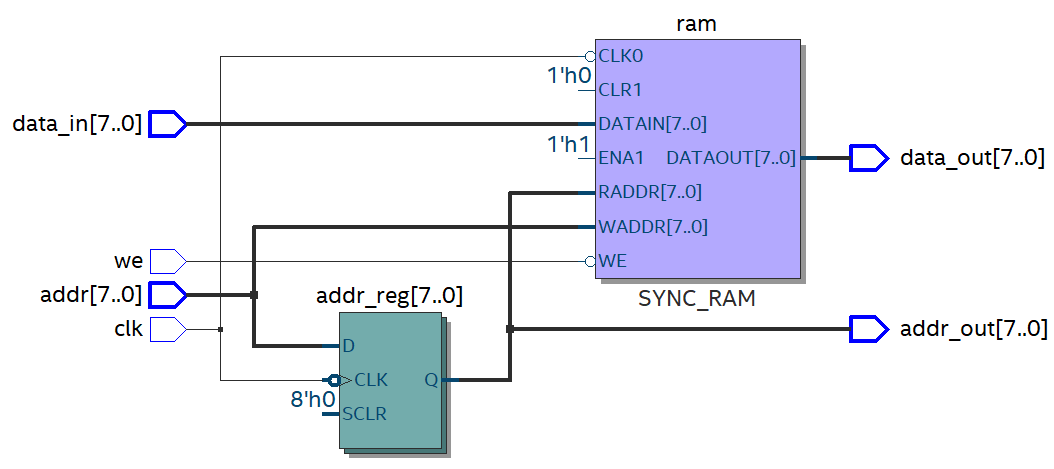 ram
CLK0
1'h0
CLR1
data_in[7..0]
DATAIN[7..0]
1'h1
ENA1 DATAOUT[7..0]
data_out[7..0]
RADDR[7..0]
WADDR[7..0]
we
WE
addr[7..0]
addr_reg[7..0]
SYNC_RAM
clk
addr_out[7..0]
D
CLK Q
8'h0
SCLR